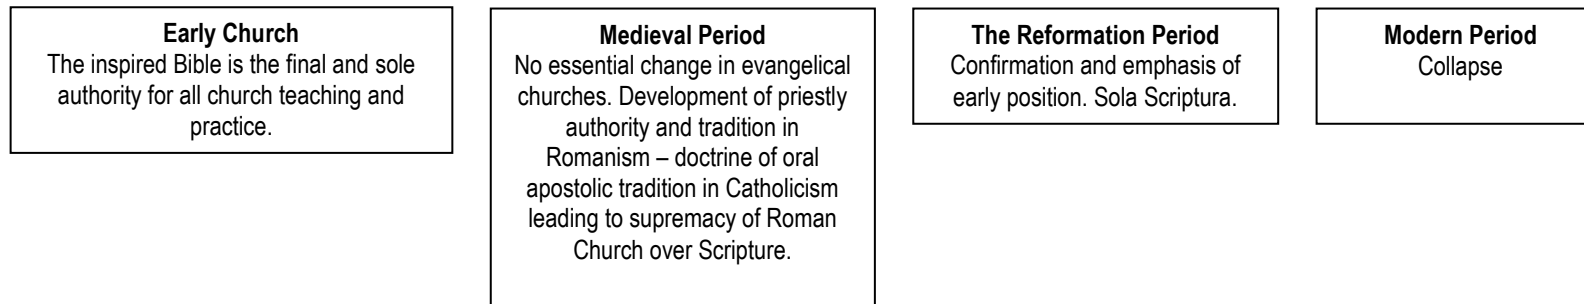 Early Church
The inspired Bible is the final and sole
authority for all church teaching and
practice.
Medieval Period
No essential change in evangelical
churches. Development of priestly
authority and tradition in
Romanism – doctrine of oral
apostolic tradition in Catholicism
leading to supremacy of Roman
Church over Scripture.
The Reformation Period
Confirmation and emphasis of
early position. Sola Scriptura.
Modern Period
Collapse